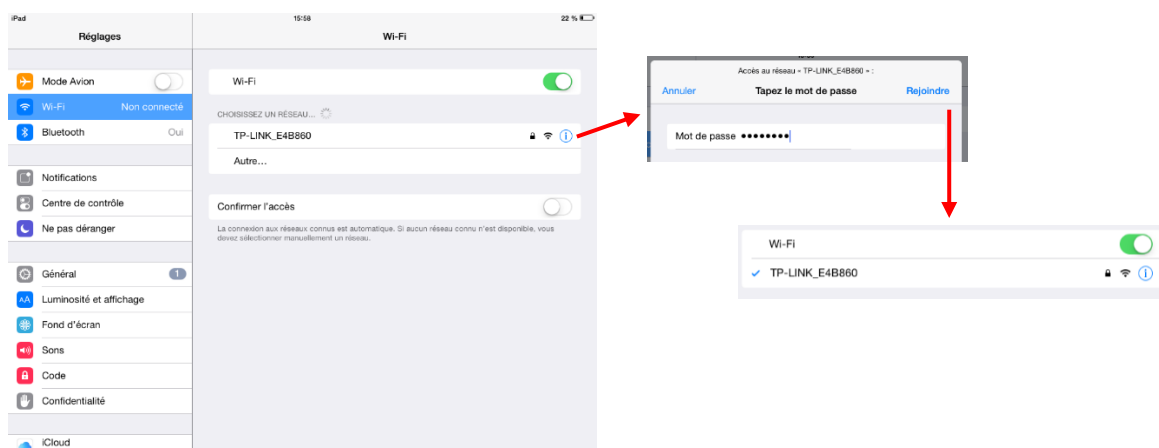 iPad
15:58
22 %
Réglages
Wi-Fi
Mode Avion
Wi-Fi Non connecté
Bluetooth Oui
Notifications
Centre de contrôle
Ne pas déranger
Général 1
AA Luminosité et affichage
Fond d'écran
Sons
Code
Confidentialité
iCloud
Wi-Fi
CHOISISSEZ UN RÉSEAU...
TP-LINK_E4B860
Autre...
Confirmer l'accès
La connexion aux réseaux connus est automatique. Si aucun réseau connu n'est disponible, vous
devez sélectionner manuellement un réseau.
Accès au réseau « TP-LINK_E4B860 » :
Annuler Tapez le mot de passe Rejoindre
Mot de passe ••••••••
Wi-Fi
✓ TP-LINK_E4B860